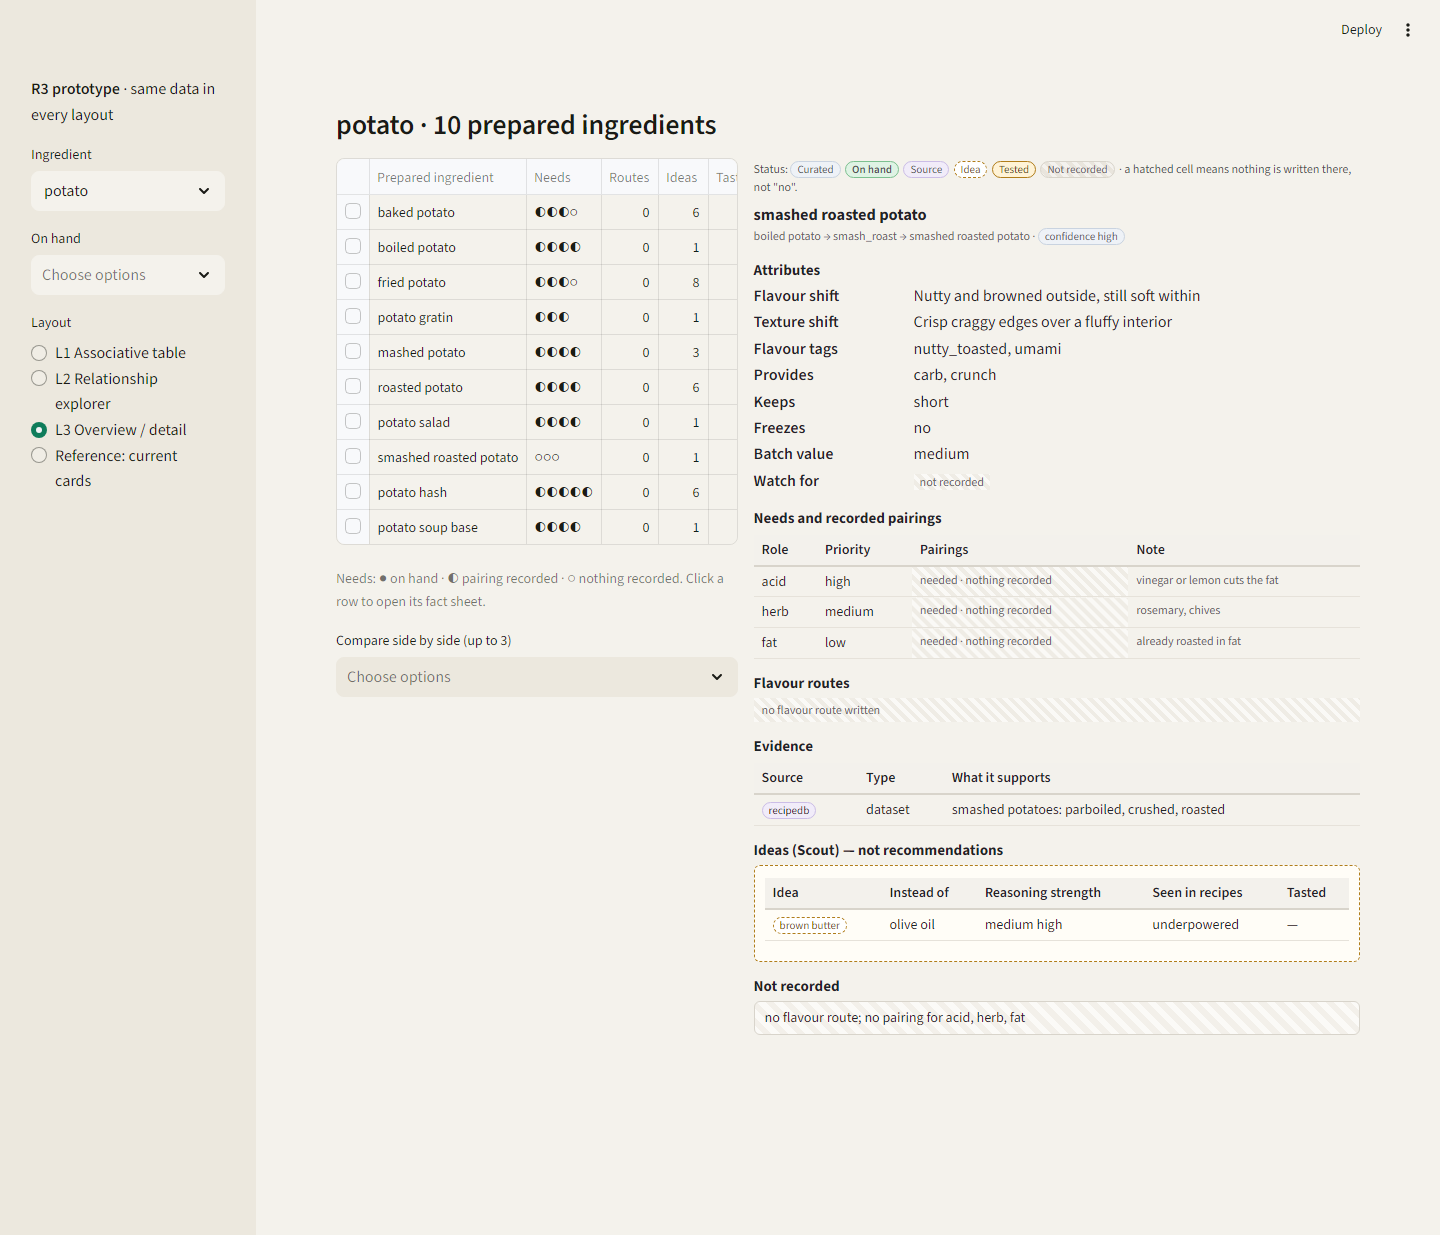 Deploy
R3 prototype · same data in
every layout
Ingredient
potato
On hand
Choose options
Layout
L1 Associative table
L2 Relationship
explorer
L3 Overview / detail
Reference: current
cards
potato · 10 prepared ingredients
Prepared ingredient Needs Routes Ideas Tast
baked potato ◐◐◐○ 0 6
boiled potato ◐◐◐◐ 0 1
fried potato ◐◐◐○ 0 8
potato gratin ◐◐◐ 0 1
mashed potato ◐◐◐◐ 0 3
roasted potato ◐◐◐◐ 0 6
potato salad ◐◐◐◐ 0 1
smashed roasted potato ○○○ 0 1
potato hash ◐◐◐◐◐ 0 6
potato soup base ◐◐◐◐ 0 1
Needs: ● on hand · ◐ pairing recorded · ○ nothing recorded. Click a
row to open its fact sheet.
Compare side by side (up to 3)
Choose options
Status: Curated On hand Source Idea Tested Not recorded · a hatched cell means nothing is written there,
not "no".
smashed roasted potato
boiled potato → smash_roast → smashed roasted potato · confidence high
Attributes
Flavour shift Nutty and browned outside, still soft within
Texture shift Crisp craggy edges over a fluffy interior
Flavour tags nutty_toasted, umami
Provides carb, crunch
Keeps short
Freezes no
Batch value medium
Watch for not recorded
Needs and recorded pairings
Role Priority Pairings Note
acid high needed · nothing recorded vinegar or lemon cuts the fat
herb medium needed · nothing recorded rosemary, chives
fat low needed · nothing recorded already roasted in fat
Flavour routes
no flavour route written
Evidence
Source Type What it supports
recipedb dataset smashed potatoes: parboiled, crushed, roasted
Ideas (Scout) — not recommendations
Idea Instead of Reasoning strength Seen in recipes Tasted
brown butter olive oil medium high underpowered —
Not recorded
no flavour route; no pairing for acid, herb, fat